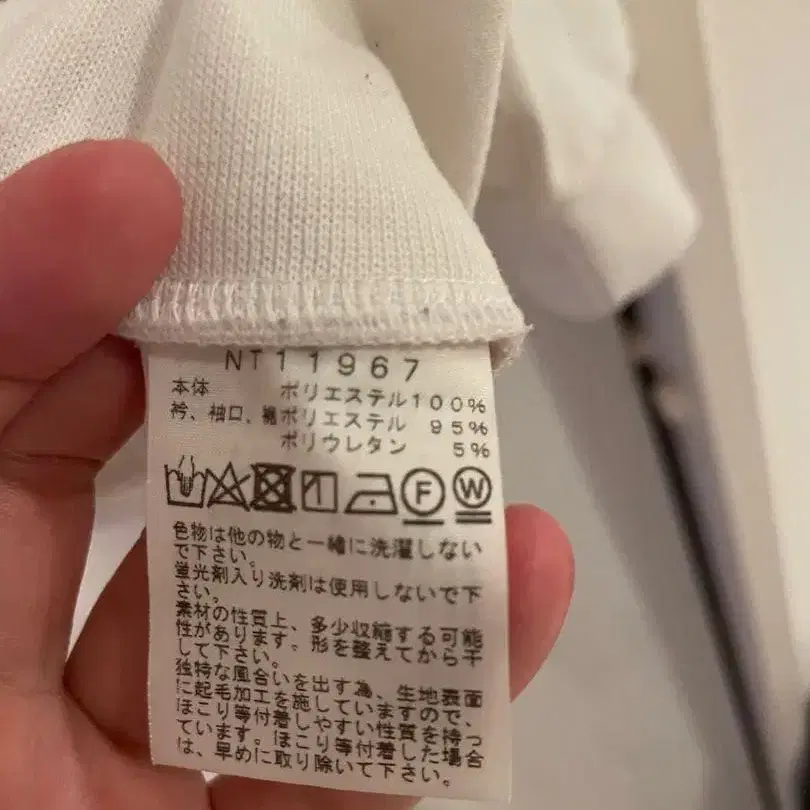 NT11967
本体 ポリエステル100%
衿、袖口、裾ポリエステル 95%
ポリウレタン 5%
F W
色物は他の物と一緒に洗濯しない
で下さい。
蛍光剤入り洗剤は使用しないで下
さい。
素材の性質上、多少収縮する可能
性があります。形を整えてから干
して下さい。
独特な風合いを出す為、生地表面
に起毛加工を施していますので、
ほこり等付着しやすい性質を持っ
ています。ほこり等付着した場合
は、早めに取り除いて下さい。